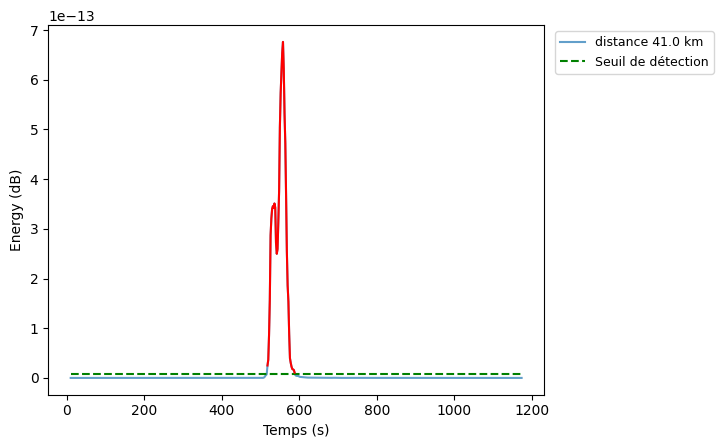 1e−13
7
6
5
4
3
2
1
0
Energy (dB)
0 200 400 600 800 1000 1200
Temps (s)
distance 41.0 km
Seuil de détection